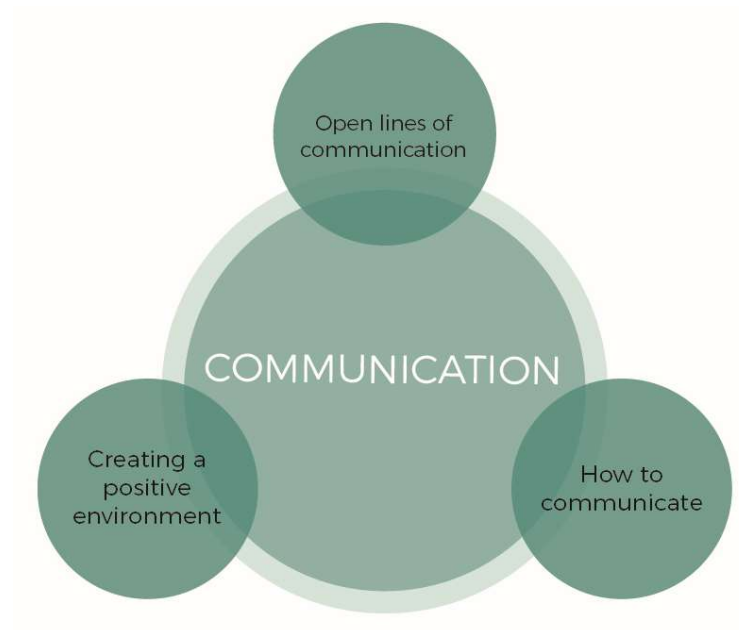 Open lines of
communication
COMMUNICATION
Creating a
positive
environment
How to
communicate